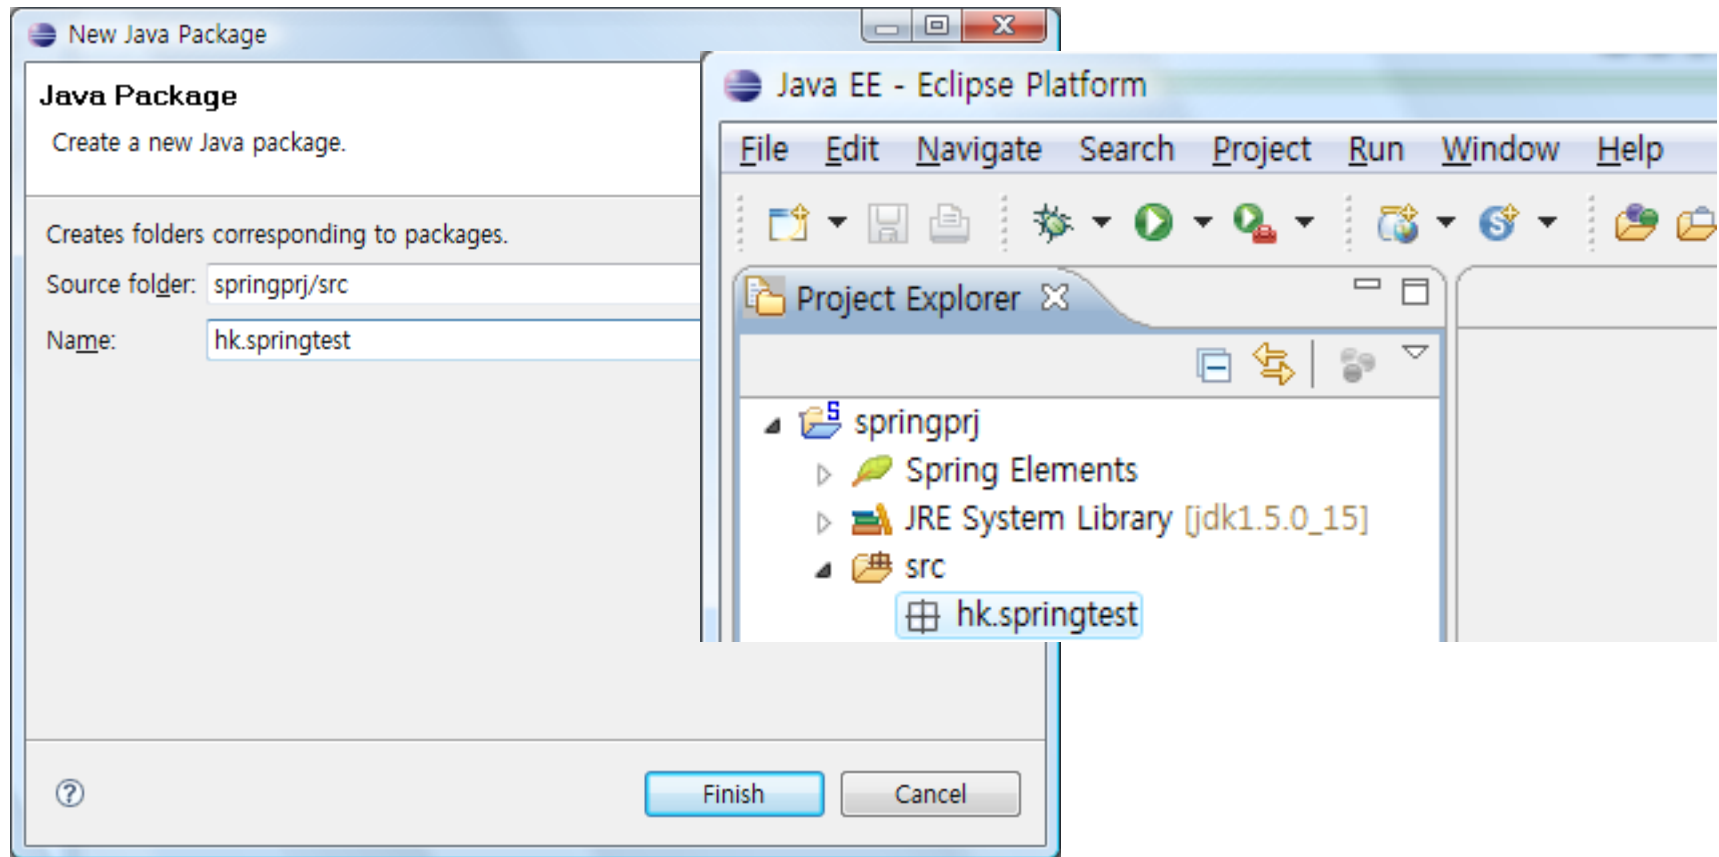 New Java Package
Java Package
Create a new Java package.
Creates folders corresponding to packages.
Source folder: springprj/src
Name: hk.springtest
Finish Cancel
Java EE - Eclipse Platform
File Edit Navigate Search Project Run Window Help
Project Explorer
springprj
Spring Elements
JRE System Library [jdk1.5.0_15]
src
hk.springtest